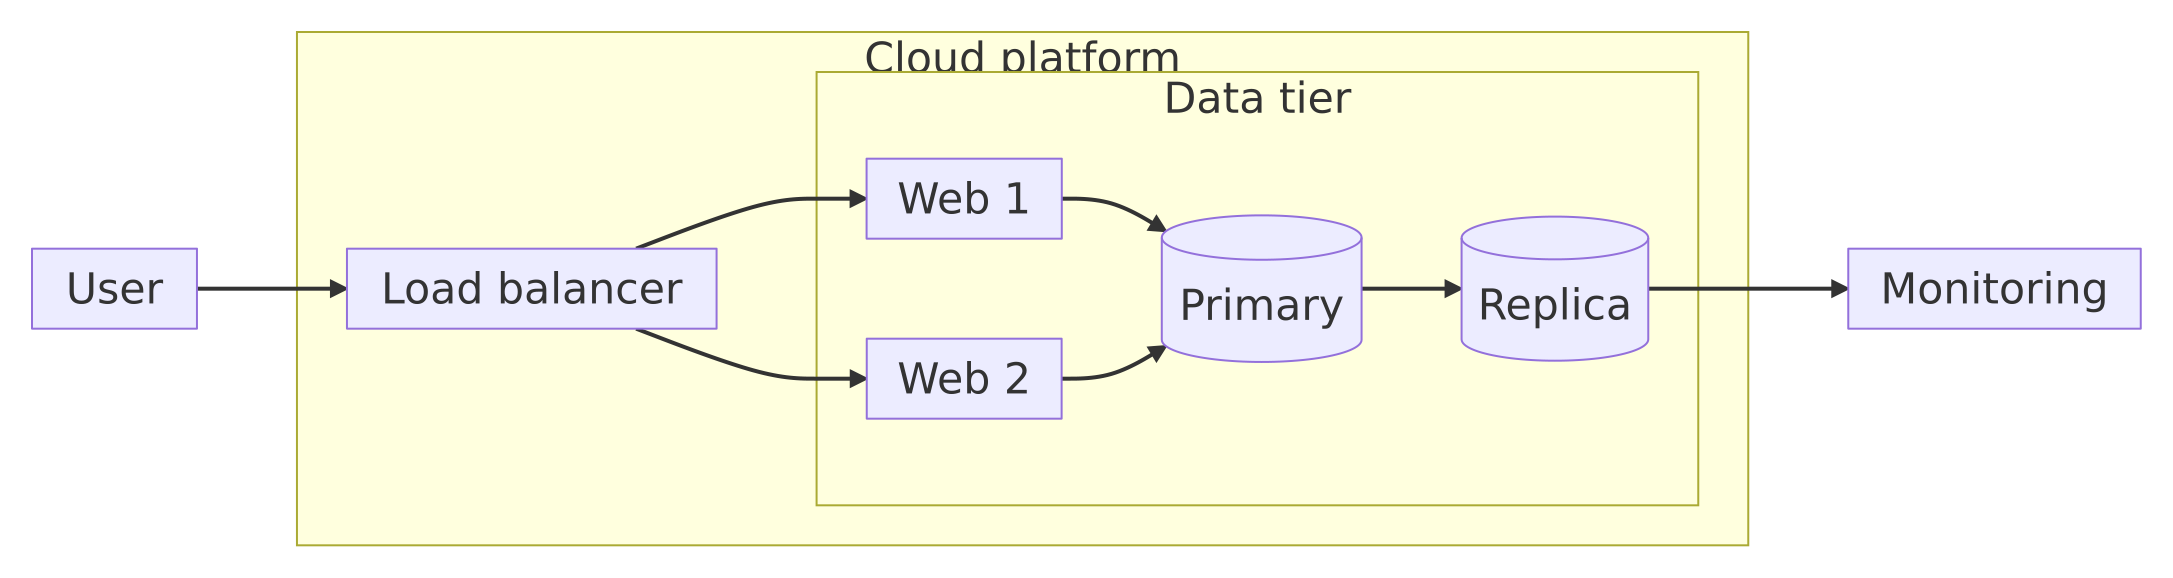 Cloud platform
Data tier
Web 1
User
Load balancer
Primary
Replica
Monitoring
Web 2